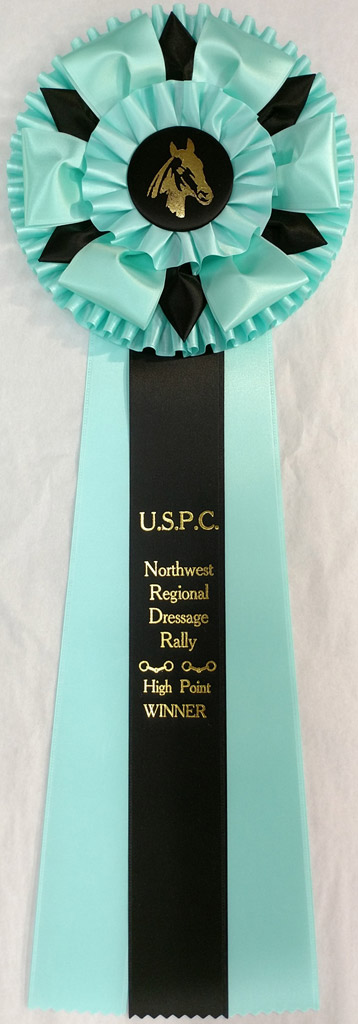 U.S.P.C.
Northwest
Regional
Dressage
Rally
High Point
WINNER